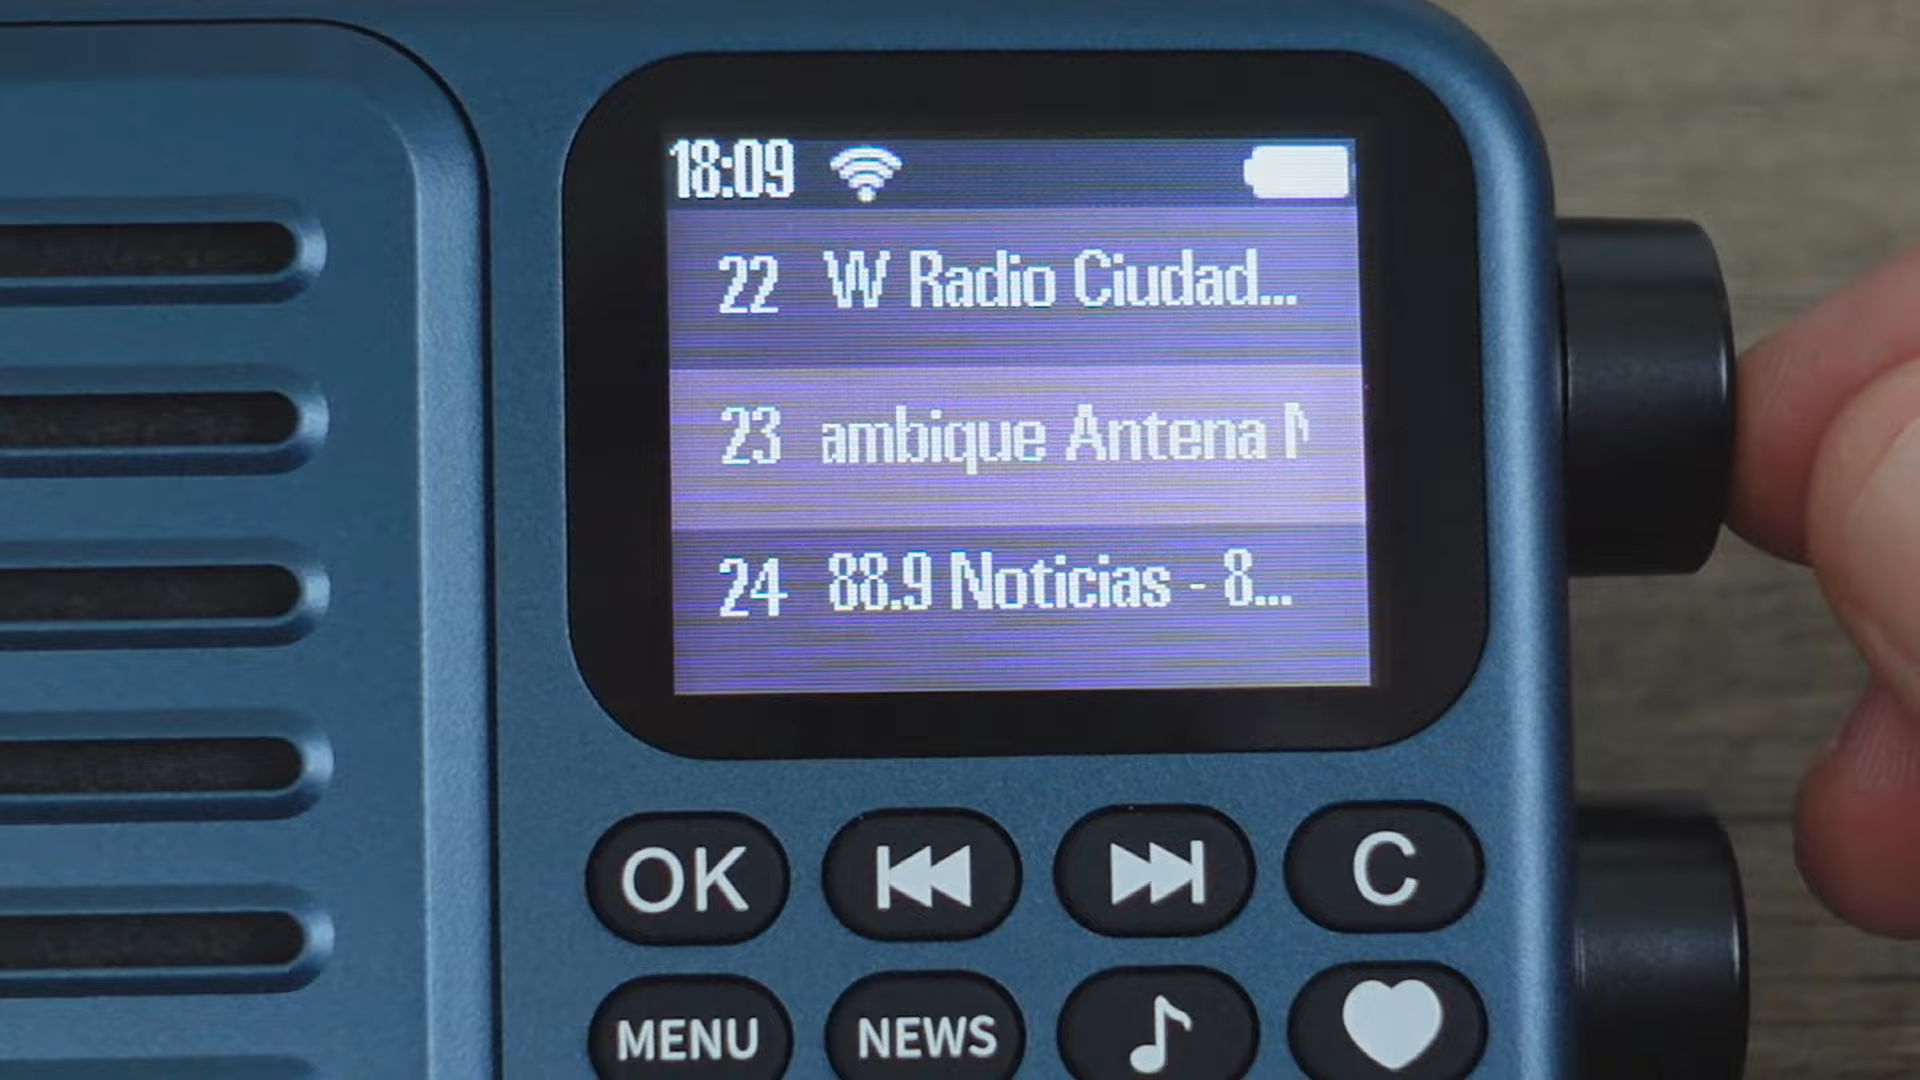 18:09
22 W Radio Ciudad...
23 ambique Antena N
24 88.9 Noticias - 8...
OK
C
MENU
NEWS